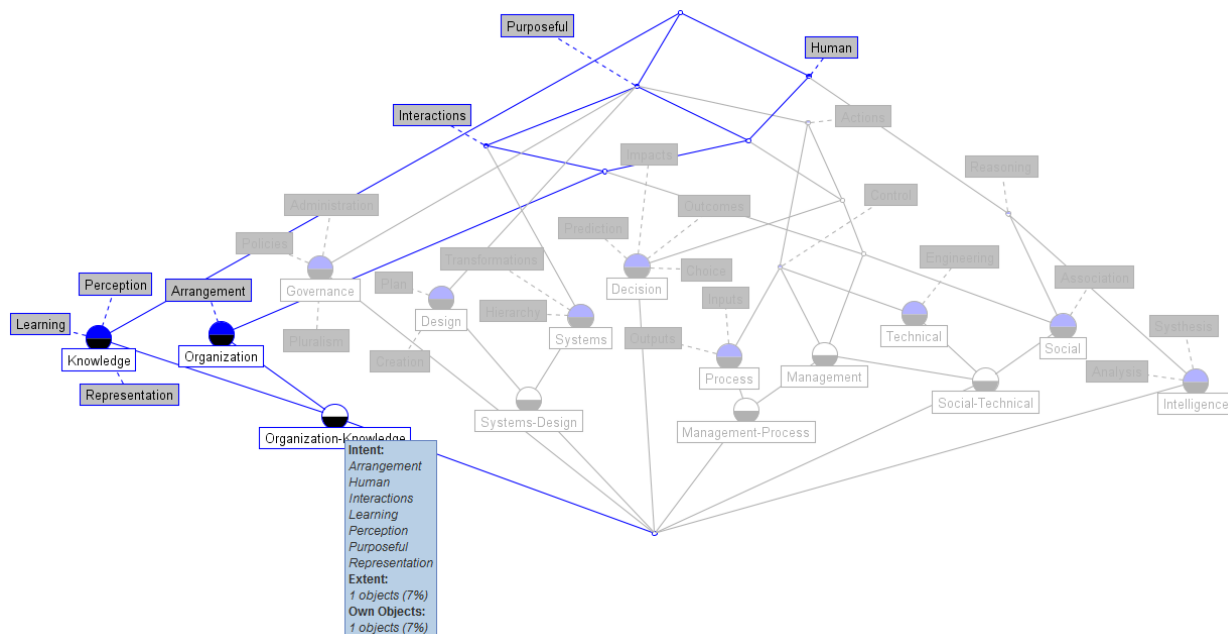 Purposeful
Human
Interactions
Actions
Impacts
Reasoning
Administration
Outcomes
Control
Policies
Prediction
Transformations
Engineering
Perception
Arrangement
Plan
Choice
Association
Governance
Decision
Inputs
Learning
Hierarchy
Design
Systems
Systhesis
Knowledge
Organization
Pluralism
Creation
Outputs
Technical
Social
Process
Management
Analysis
Representation
Intelligence
Systems-Design
Social-Technical
Management-Process
Organization-Knowledge
Intent:
Arrangement
Human
Interactions
Learning
Perception
Purposeful
Representation
Extent:
1 objects (7%)
Own Objects:
1 objects (7%)